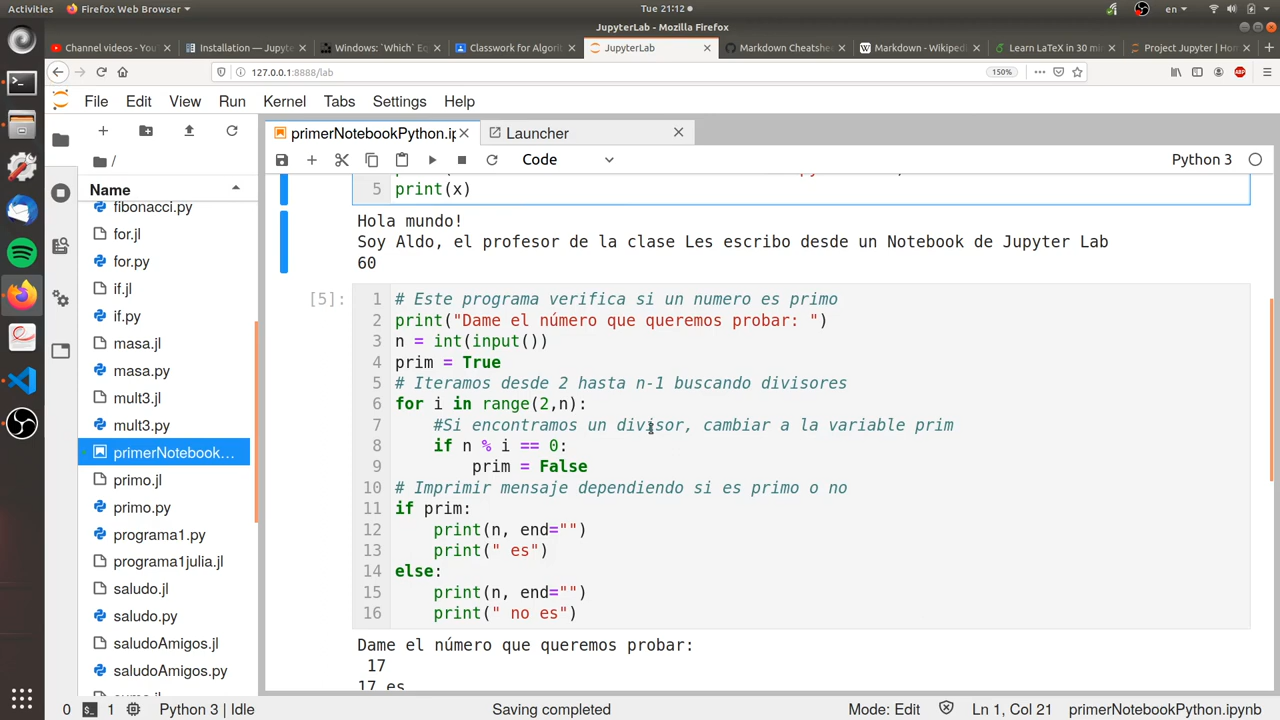 Activities Firefox Web Browser Tue 21:12 en
JupyterLab - Mozilla Firefox
Channel videos - You Installation — Jupyte Windows: `Which` Eq Classwork for Algori JupyterLab Markdown Cheatshe Markdown - Wikiped Learn LaTeX in 30 mi Project Jupyter | Hom
127.0.0.1:8888/lab 150% ABP
File Edit View Run Kernel Tabs Settings Help
primerNotebookPython.ip Launcher
/ Code Python 3
Name
5 print(x)
fibonacci.py
for.jl
for.py
if.jl
if.py
masa.jl
masa.py
mult3.jl
mult3.py
primerNotebook…
primo.jl
primo.py
programa1.py
programa1julia.jl
saludo.jl
saludo.py
saludoAmigos.jl
saludoAmigos.py
Hola mundo!
Soy Aldo, el profesor de la clase Les escribo desde un Notebook de Jupyter Lab
60
[5]:
1 # Este programa verifica si un numero es primo
2 print("Dame el número que queremos probar: ")
3 n = int(input())
4 prim = True
5 # Iteramos desde 2 hasta n-1 buscando divisores
6 for i in range(2,n):
7 #Si encontramos un divisor, cambiar a la variable prim
8 if n % i == 0:
9 prim = False
10 # Imprimir mensaje dependiendo si es primo o no
11 if prim:
12 print(n, end="")
13 print(" es")
14 else:
15 print(n, end="")
16 print(" no es")
Dame el número que queremos probar:
17
17 es
0 1 Python 3 | Idle Saving completed Mode: Edit Ln 1, Col 21 primerNotebookPython.ipynb